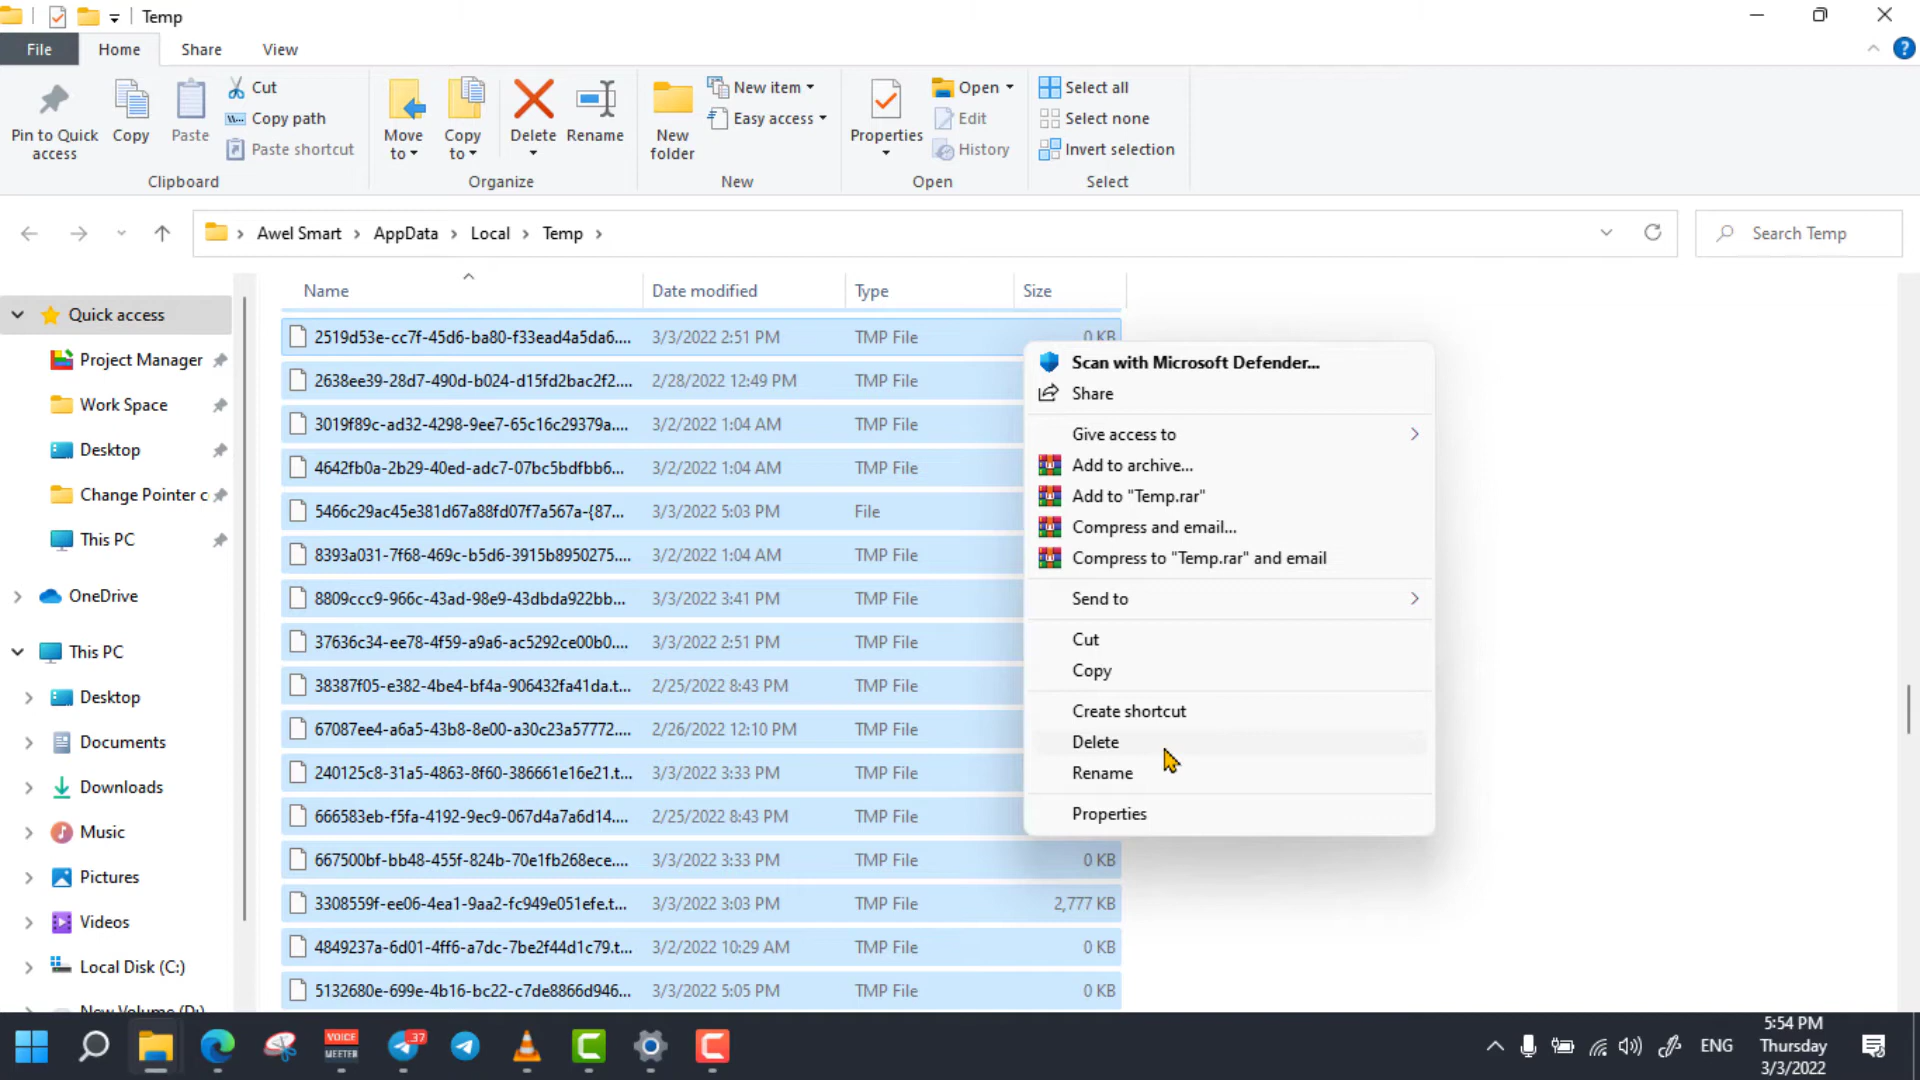 Temp
File Home Share View
Pin to Quick access
Copy
Paste
Cut
Copy path
Paste shortcut
Clipboard
Move to
Copy to
Delete
Rename
Organize
New folder
New item
Easy access
New
Properties
Open
Edit
History
Open
Select all
Select none
Invert selection
Select
Awel Smart > AppData > Local > Temp >
Search Temp
Quick access
Project Manager
Work Space
Desktop
Change Pointer c
This PC
OneDrive
This PC
Desktop
Documents
Downloads
Music
Pictures
Videos
Local Disk (C:)
New Volume (D:)
Name Date modified Type Size
2519d53e-cc7f-45d6-ba80-f33ead4a5da6.... 3/3/2022 2:51 PM TMP File 0 KB
2638ee39-28d7-490d-b024-d15fd2bac2f2.... 2/28/2022 12:49 PM TMP File
3019f89c-ad32-4298-9ee7-65c16c29379a.... 3/2/2022 1:04 AM TMP File
4642fb0a-2b29-40ed-adc7-07bc5bdfbb6... 3/2/2022 1:04 AM TMP File
5466c29ac45e381d67a88fd07f7a567a-{87... 3/3/2022 5:03 PM File
8393a031-7f68-469c-b5d6-3915b8950275.... 3/2/2022 1:04 AM TMP File
8809ccc9-966c-43ad-98e9-43dbda922bb... 3/3/2022 3:41 PM TMP File
37636c34-ee78-4f59-a9a6-ac5292ce00b0.... 3/3/2022 2:51 PM TMP File
38387f05-e382-4be4-bf4a-906432fa41da.t... 2/25/2022 8:43 PM TMP File
67087ee4-a6a5-43b8-8e00-a30c23a57772.... 2/26/2022 12:10 PM TMP File
240125c8-31a5-4863-8f60-386661e16e21.t... 3/3/2022 3:33 PM TMP File
666583eb-f5fa-4192-9ec9-067d4a7a6d14.... 2/25/2022 8:43 PM TMP File
667500bf-bb48-455f-824b-70e1fb268ece.... 3/3/2022 3:33 PM TMP File 0 KB
3308559f-ee06-4ea1-9aa2-fc949e051efe.t... 3/3/2022 3:03 PM TMP File 2,777 KB
4849237a-6d01-4ff6-a7dc-7be2f44d1c79.t... 3/2/2022 10:29 AM TMP File 0 KB
5132680e-699e-4b16-bc22-c7de8866d946... 3/3/2022 5:05 PM TMP File 0 KB
Scan with Microsoft Defender...
Share
Give access to
Add to archive...
Add to "Temp.rar"
Compress and email...
Compress to "Temp.rar" and email
Send to
Cut
Copy
Create shortcut
Delete
Rename
Properties
VOICE
MEETER
37
ENG
5:54 PM
Thursday
3/3/2022